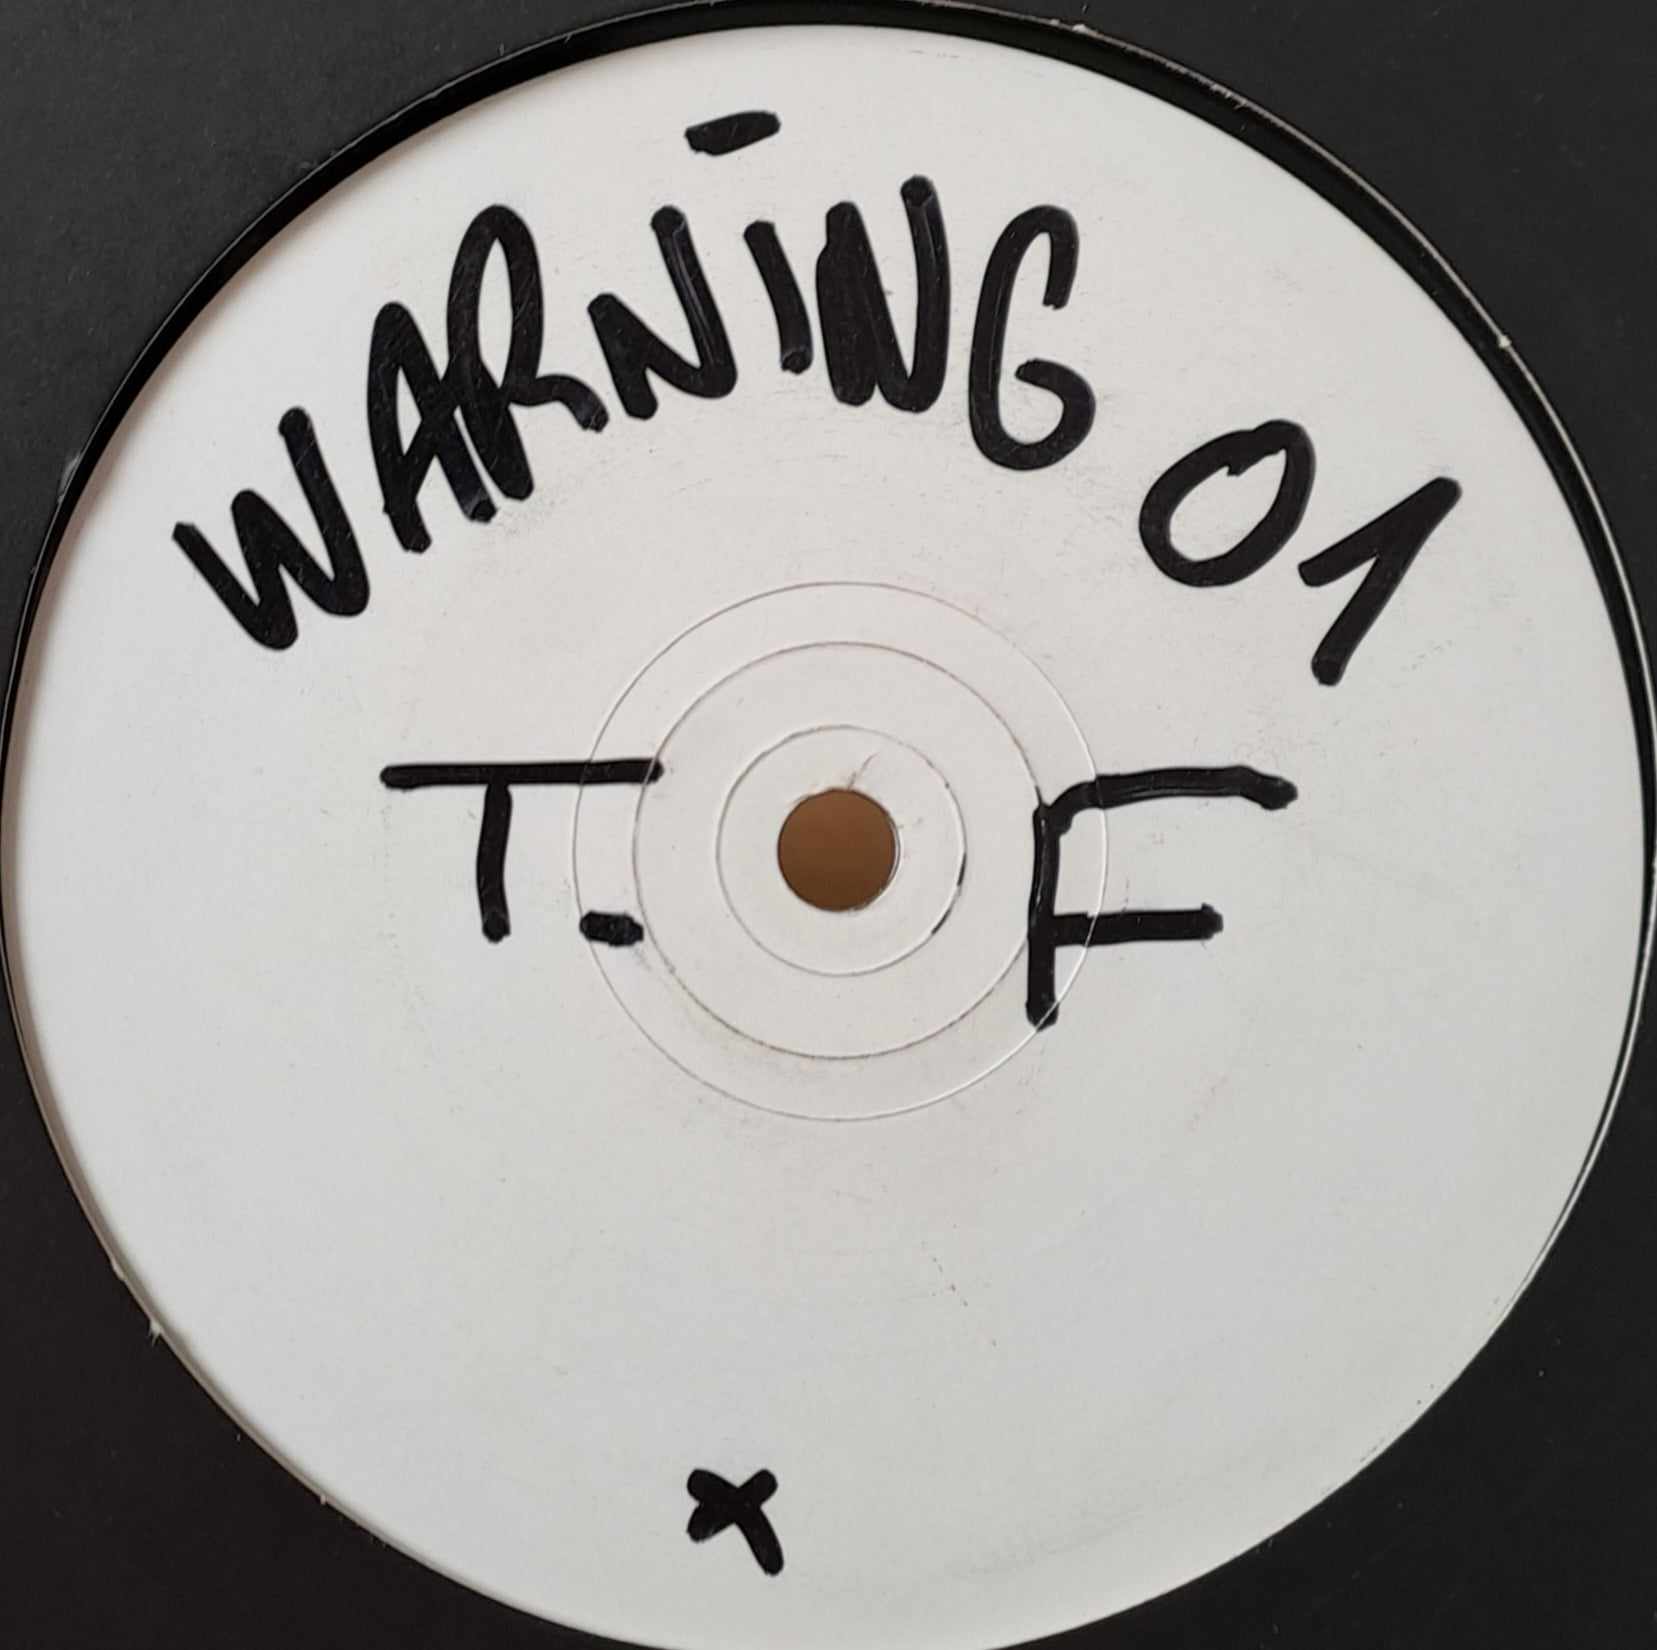 -
WARNING 01
T. F
x